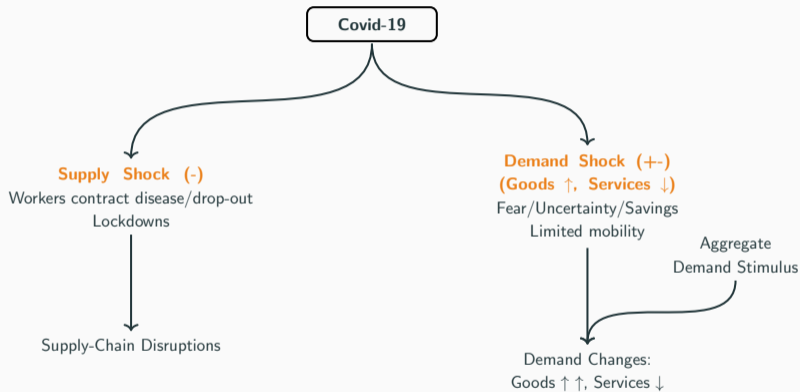 Covid-19
Supply Shock (-)
Workers contract disease/drop-out
Lockdowns
Supply-Chain Disruptions
Demand Shock (+-)
(Goods ↑, Services ↓)
Fear/Uncertainty/Savings
Limited mobility
Aggregate
Demand Stimulus
Demand Changes:
Goods ↑↑, Services ↓